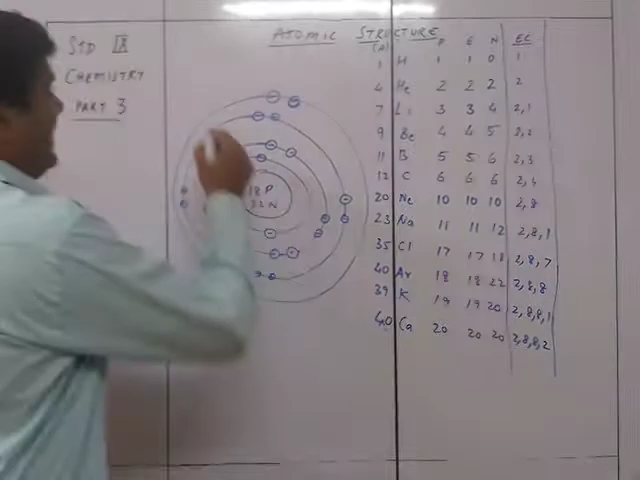 STD IX
CHEMISTRY
PART 3
ATOMIC STRUCTURE
18 P
22 N
(A) P E N EC
1 H 1 1 0 1
4 He 2 2 2 2
7 Li 3 3 4 2,1
9 Be 4 4 5 2,2
11 B 5 5 6 2,3
12 C 6 6 6 2,4
20 Ne 10 10 10 2,8
23 Na 11 11 12 2,8,1
35 Cl 17 17 18 2,8,7
40 Ar 18 18 22 2,8,8
39 K 19 19 20 2,8,8,1
40 Ca 20 20 20 2,8,8,2